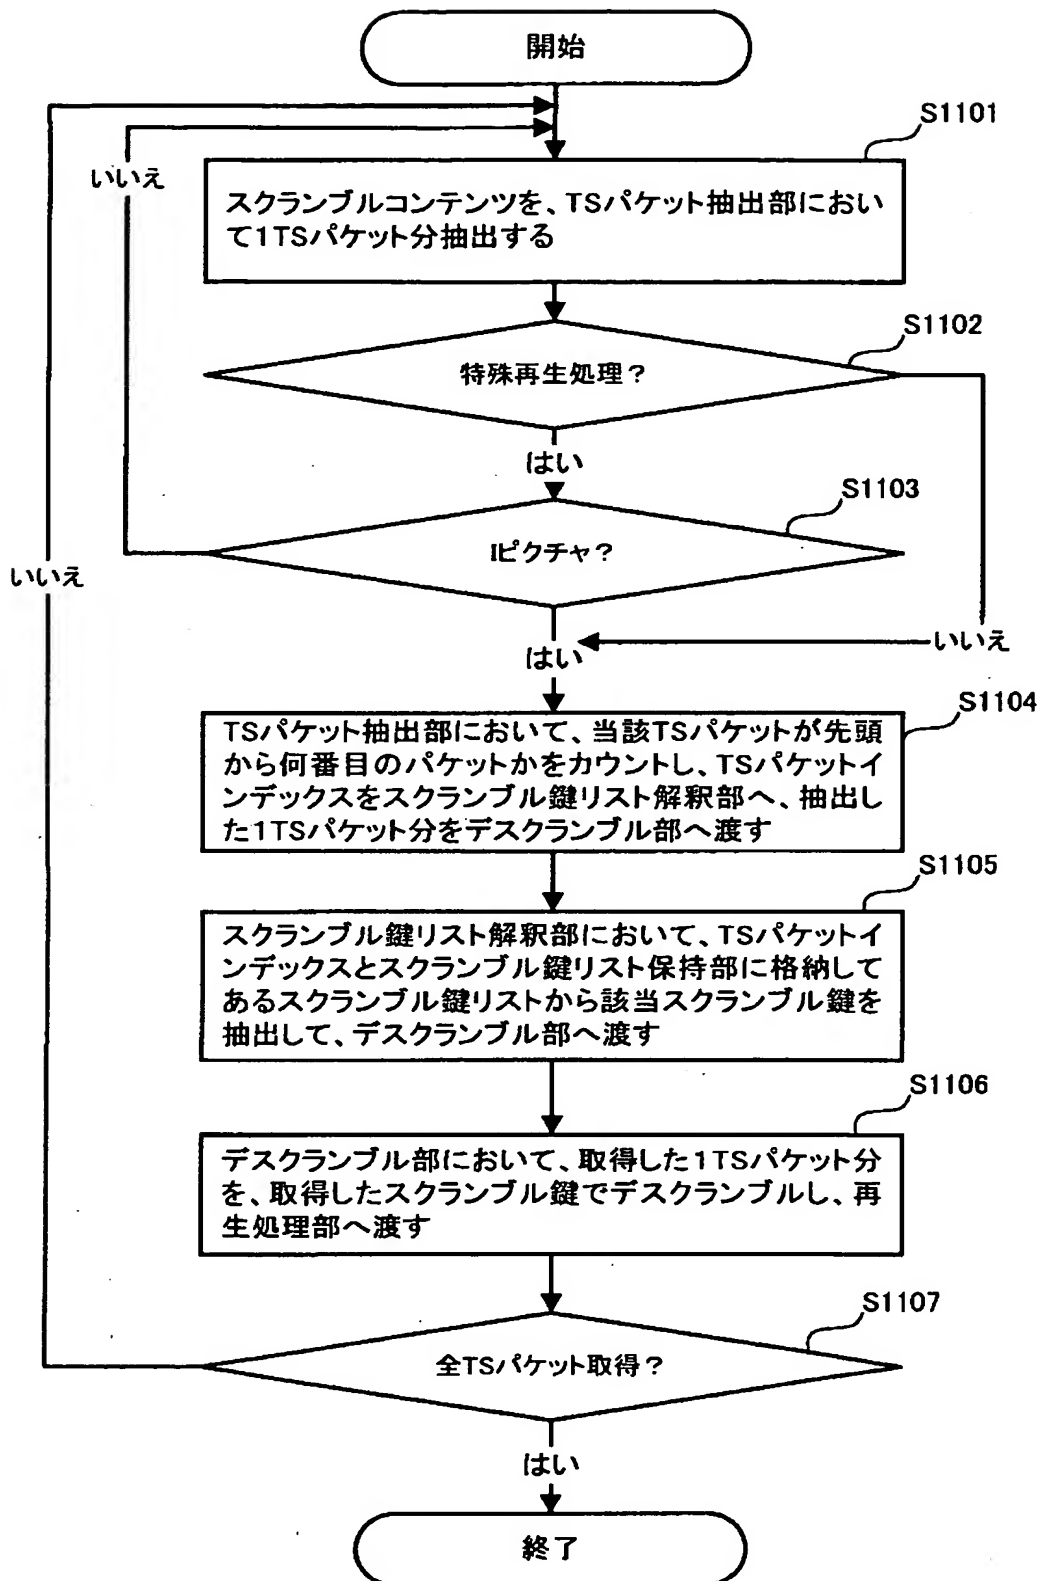 開始
S1101
いいえ
スクランブルコンテンツを、TSパケット抽出部におい
て1TSパケット分抽出する
S1102
特殊再生処理?
はい
S1103
Iピクチャ?
いいえ
いいえ
はい
S1104
TSパケット抽出部において、当該TSパケットが先頭
から何番目のパケットかをカウントし、TSパケットイ
ンデックスをスクランブル鍵リスト解釈部へ、抽出し
た1TSパケット分をデスクランブル部へ渡す
S1105
スクランブル鍵リスト解釈部において、TSパケットイ
ンデックスとスクランブル鍵リスト保持部に格納して
あるスクランブル鍵リストから該当スクランブル鍵を
抽出して、デスクランブル部へ渡す
S1106
デスクランブル部において、取得した1TSパケット分
を、取得したスクランブル鍵でデスクランブルし、再
生処理部へ渡す
S1107
全TSパケット取得?
はい
終了